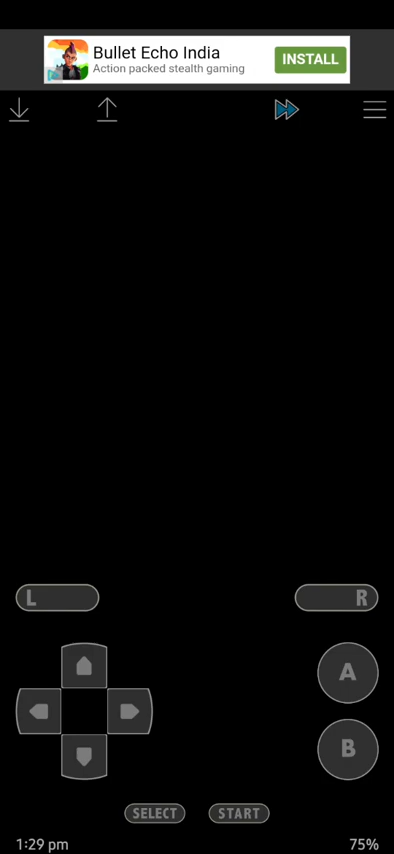 Bullet Echo India
Action packed stealth gaming
INSTALL
L
R
A
B
SELECT
START
1:29 pm
75%